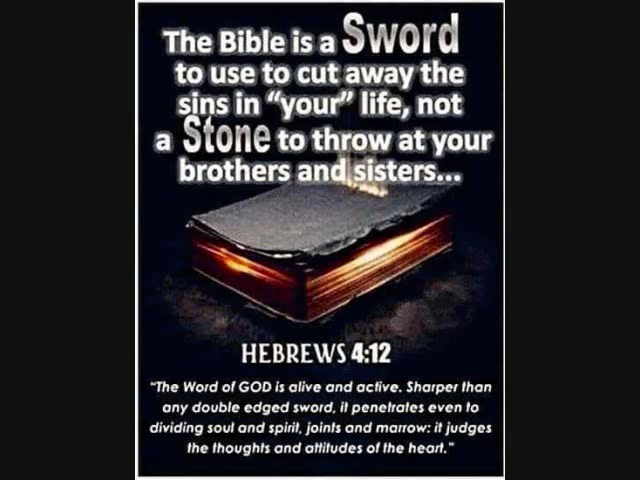 The Bible is a Sword
to use to cut away the
sins in "your" life, not
a Stone to throw at your
brothers and sisters...
HEBREWS 4:12
"The Word of GOD is alive and active. Sharper than
any double edged sword, it penetrates even to
dividing soul and spirit, joints and marrow: it judges
the thoughts and attitudes of the heart."